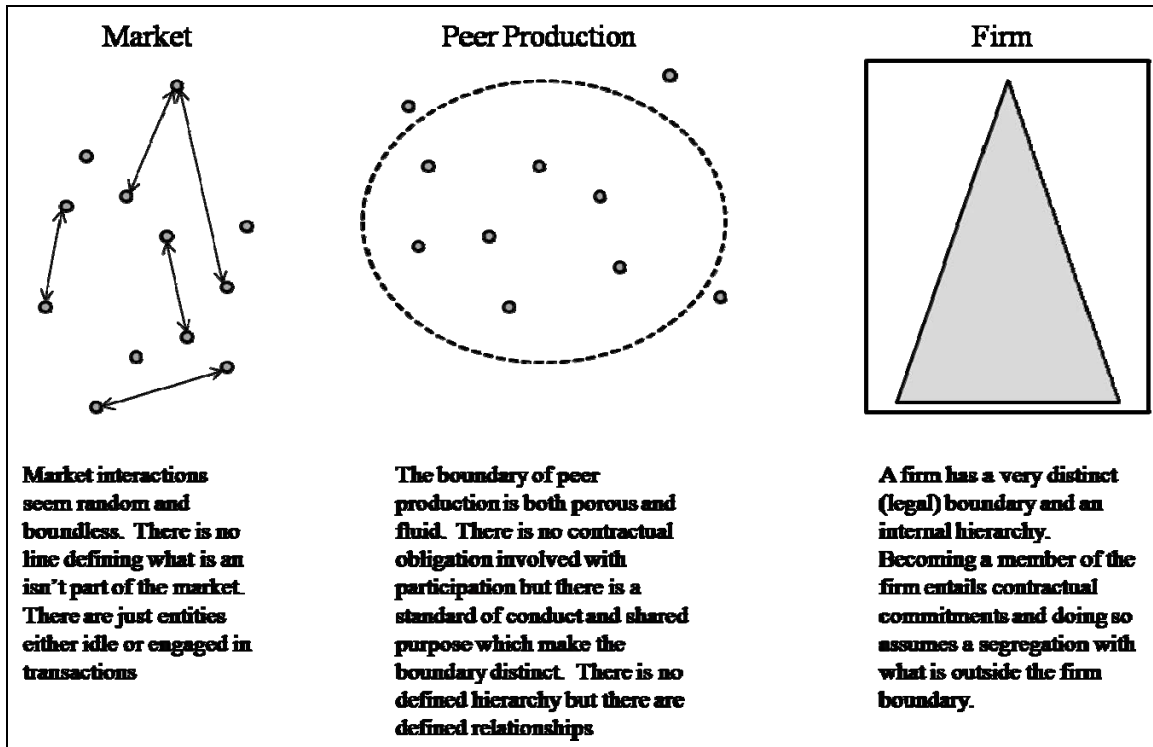 Market
Peer Production
Firm
Market interactions
seem random and
boundless. There is no
line defining what is an
isn't part of the market.
There are just entities
either idle or engaged in
transactions
The boundary of peer
production is both porous and
fluid. There is no contractual
obligation involved with
participation but there is a
standard of conduct and shared
purpose which make the
boundary distinct. There is no
defined hierarchy but there are
defined relationships
A firm has a very distinct
(legal) boundary and an
internal hierarchy.
Becoming a member of the
firm entails contractual
commitments and doing so
assumes a segregation with
what is outside the firm
boundary.